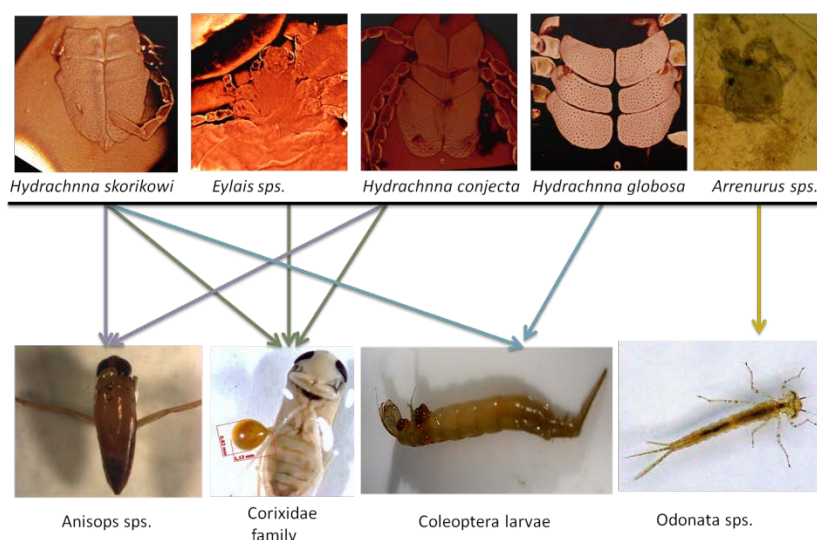 Hydrachnna skorikowi
Eylais sps.
Hydrachnna conjecta
Hydrachnna globosa
Arrenurus sps.
Anisops sps.
Corixidae
family
Coleoptera larvae
Odonata sps.